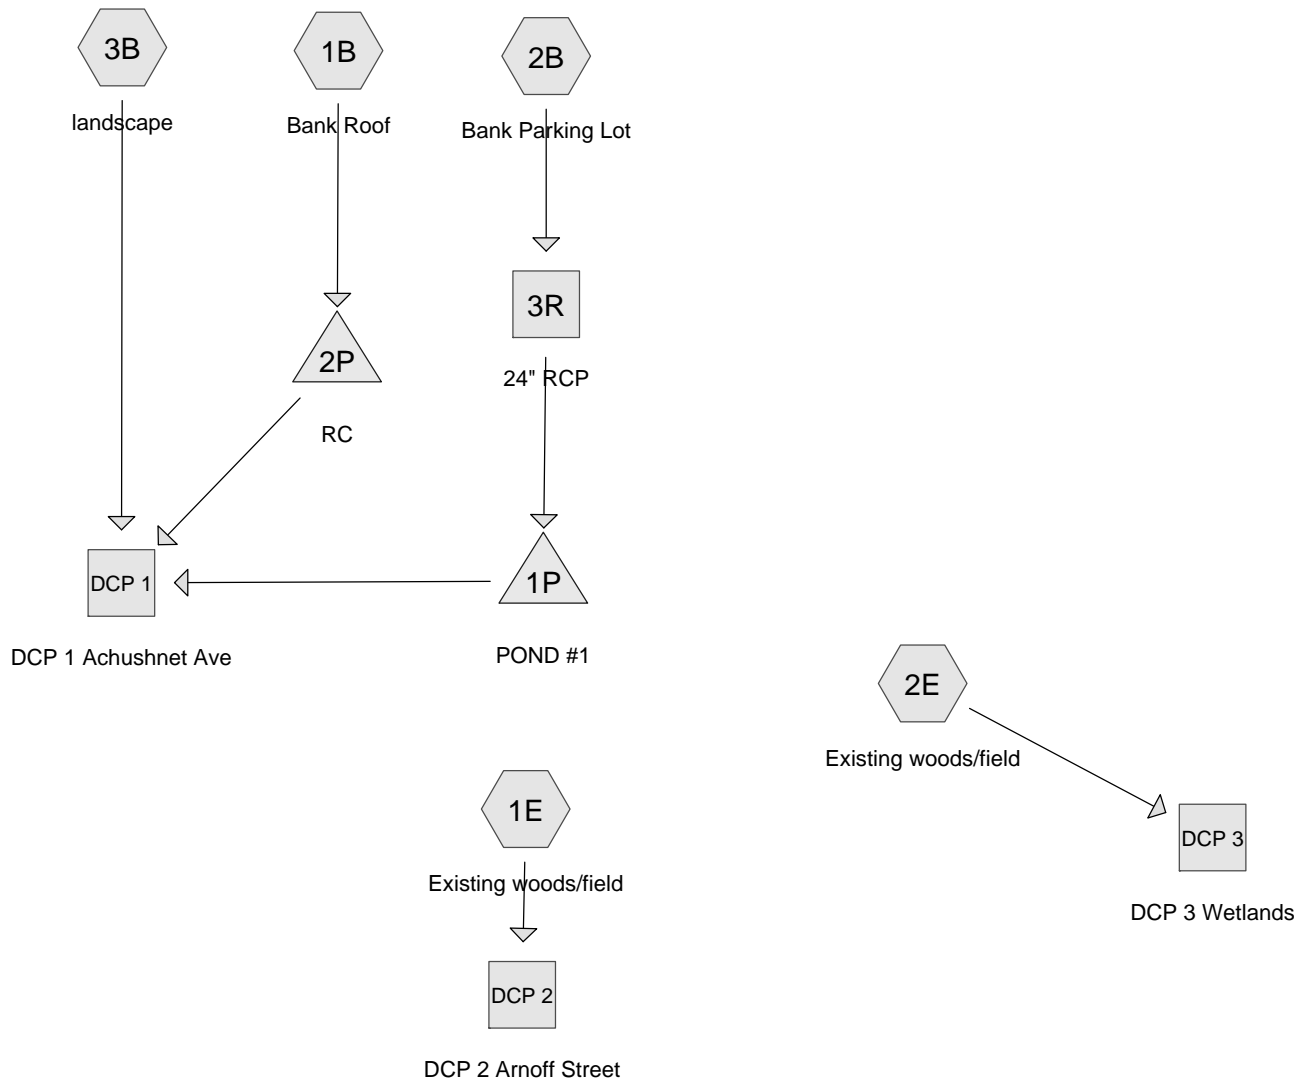 3B
1B
2B
landscape
Bank Roof
Bank Parking Lot
3R
2P
24" RCP
RC
DCP 1
1P
DCP 1 Achushnet Ave
POND #1
2E
Existing woods/field
1E
DCP 3
Existing woods/field
DCP 3 Wetlands
DCP 2
DCP 2 Arnoff Street